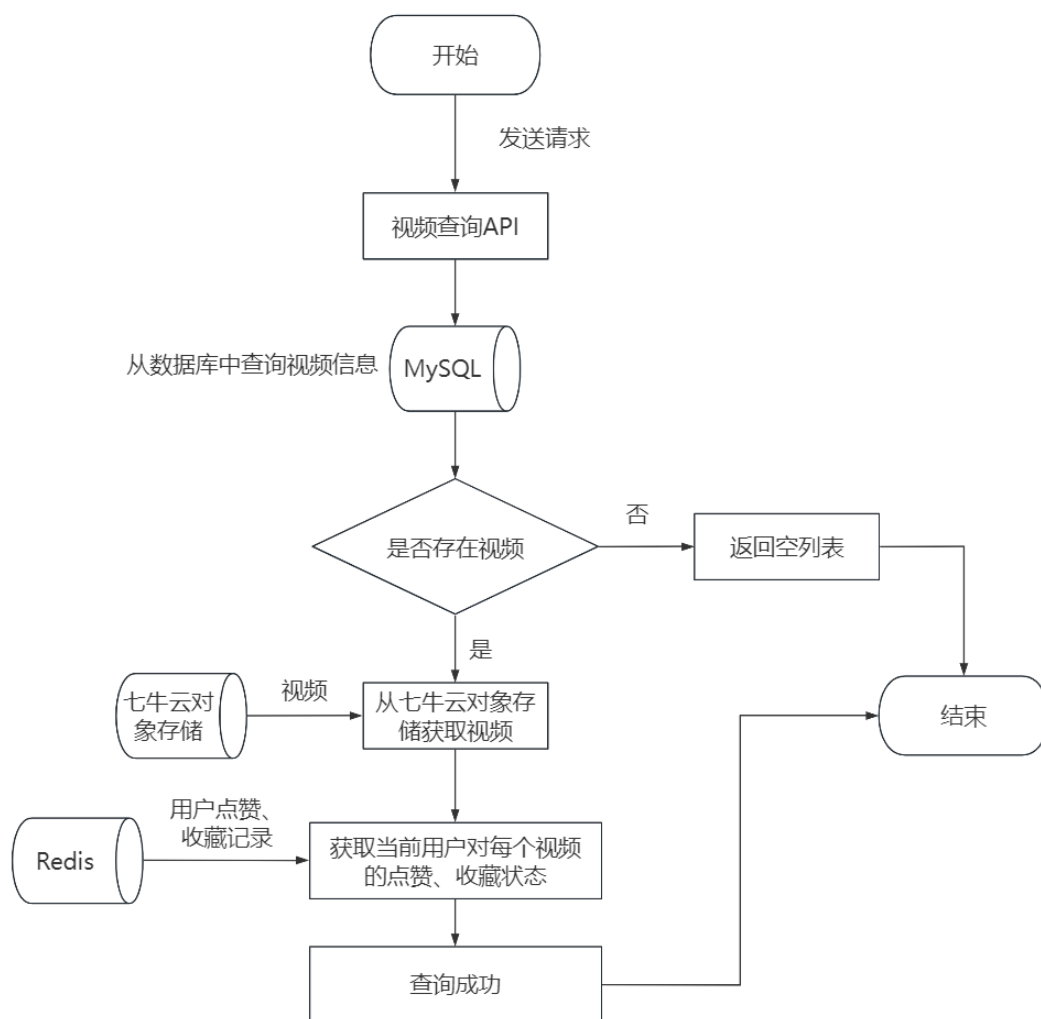 开始
发送请求
视频查询API
从数据库中查询视频信息
MySQL
是否存在视频
否
返回空列表
是
七牛云对
象存储
视频
从七牛云对象存
储获取视频
结束
用户点赞、
收藏记录
Redis
获取当前用户对每个视频
的点赞、收藏状态
查询成功